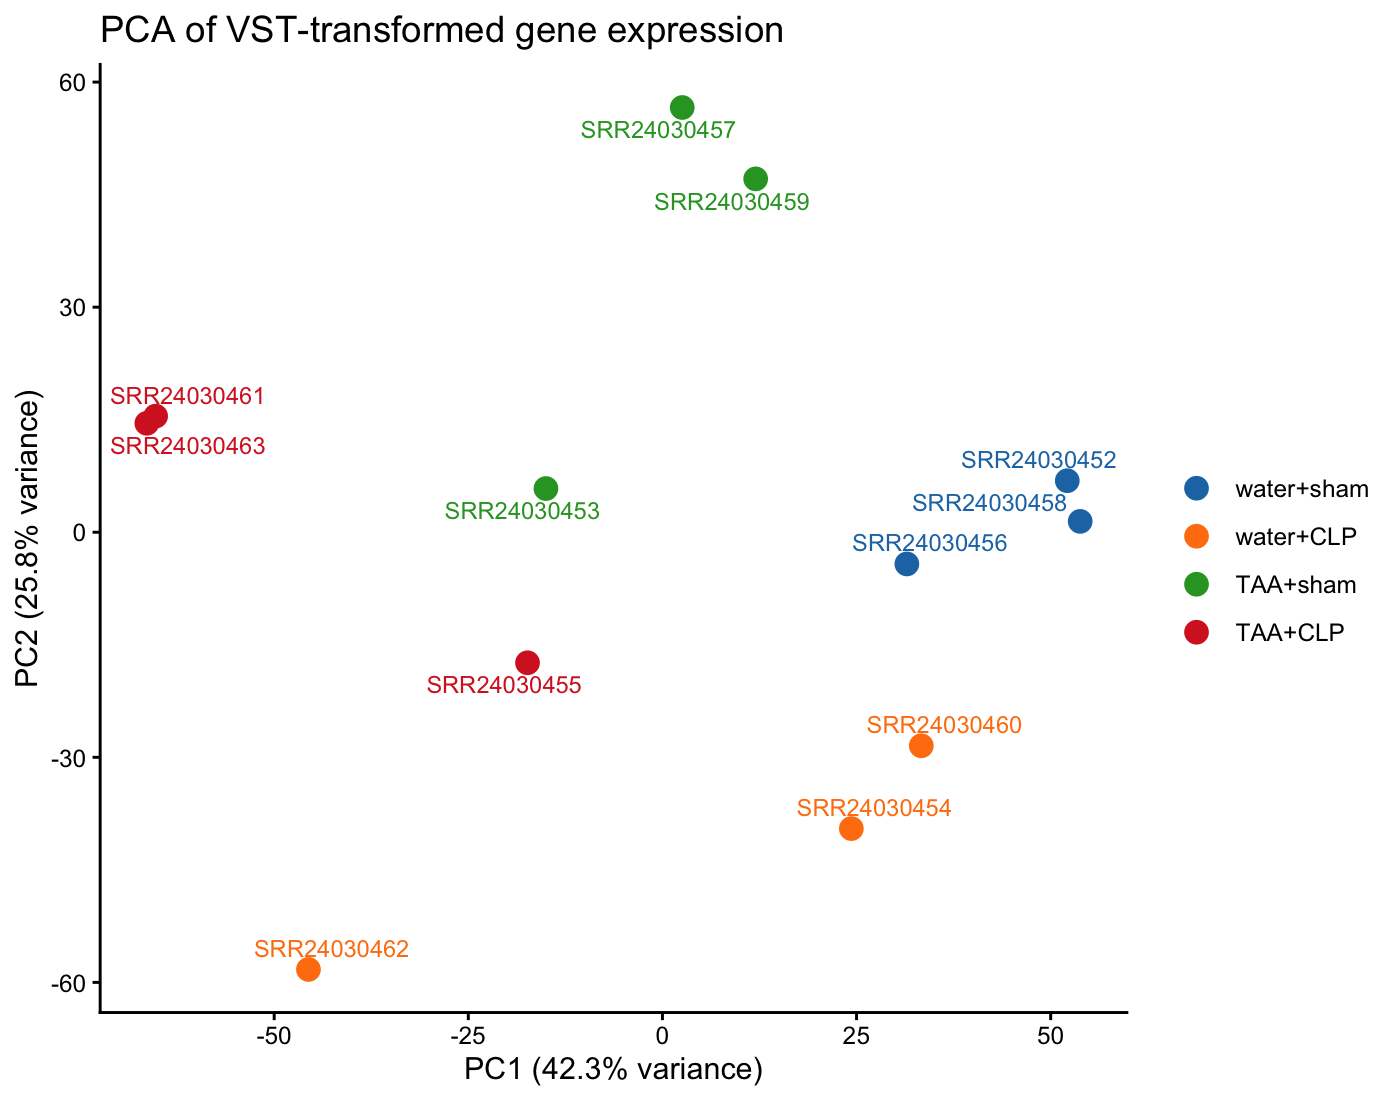 PCA of VST-transformed gene expression
60
SRR24030457
SRR24030459
30
SRR24030461
SRR24030463
SRR24030452
SRR24030458
SRR24030453
SRR24030456
0
SRR24030455
SRR24030460
-30
SRR24030454
SRR24030462
-60
PC2 (25.8% variance)
-50
-25
0
25
50
PC1 (42.3% variance)
water+sham
water+CLP
TAA+sham
TAA+CLP